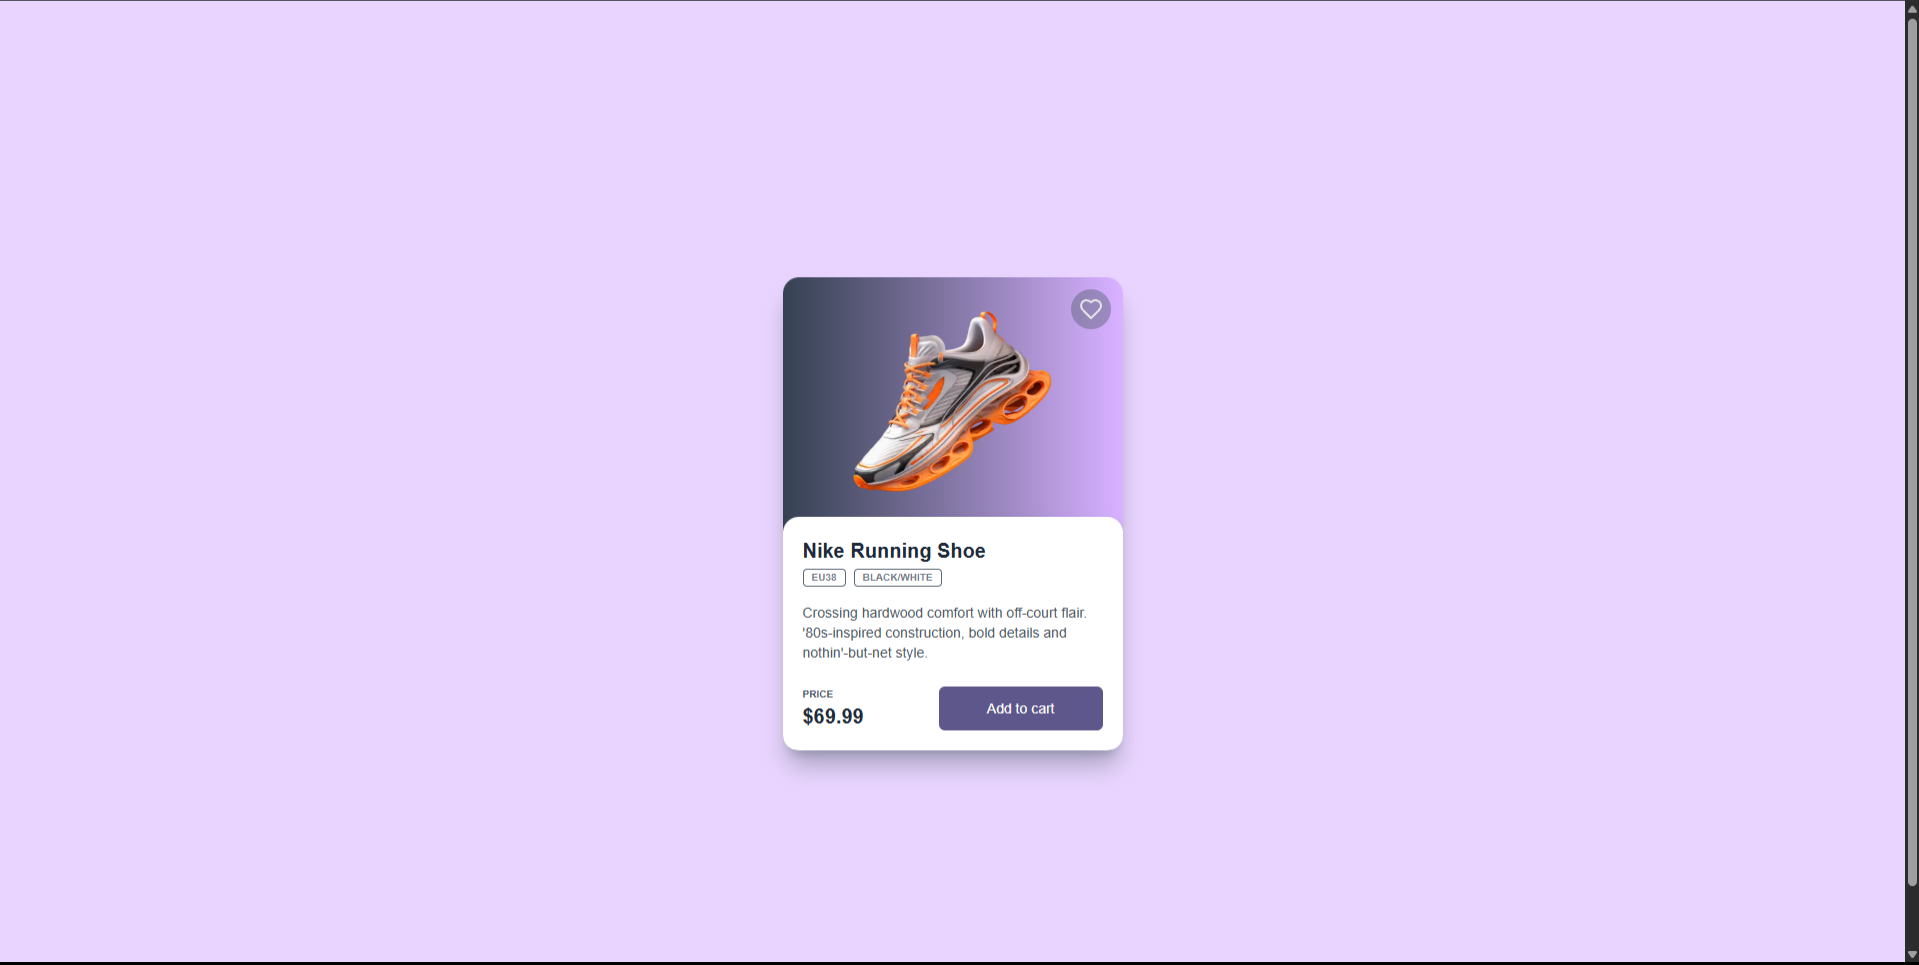 Nike Running Shoe
EU38 BLACK/WHITE
Crossing hardwood comfort with off-court flair.
'80s-inspired construction, bold details and
nothin'-but-net style.
PRICE
$69.99
Add to cart